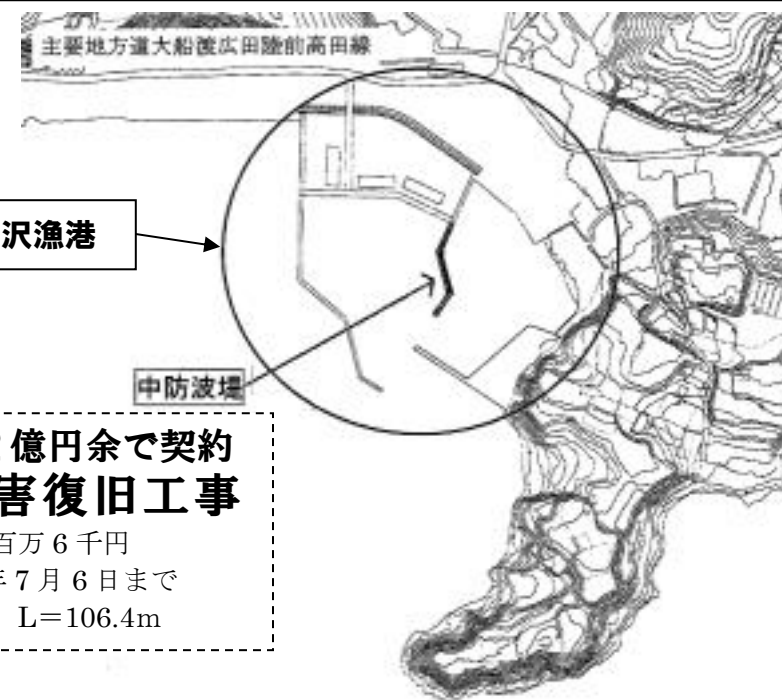 主要地方道大船渡広田陸前高田線
沢漁港
中防波堤
億円余で契約
害復旧工事
百万6千円
年7月6日まで
L=106.4m